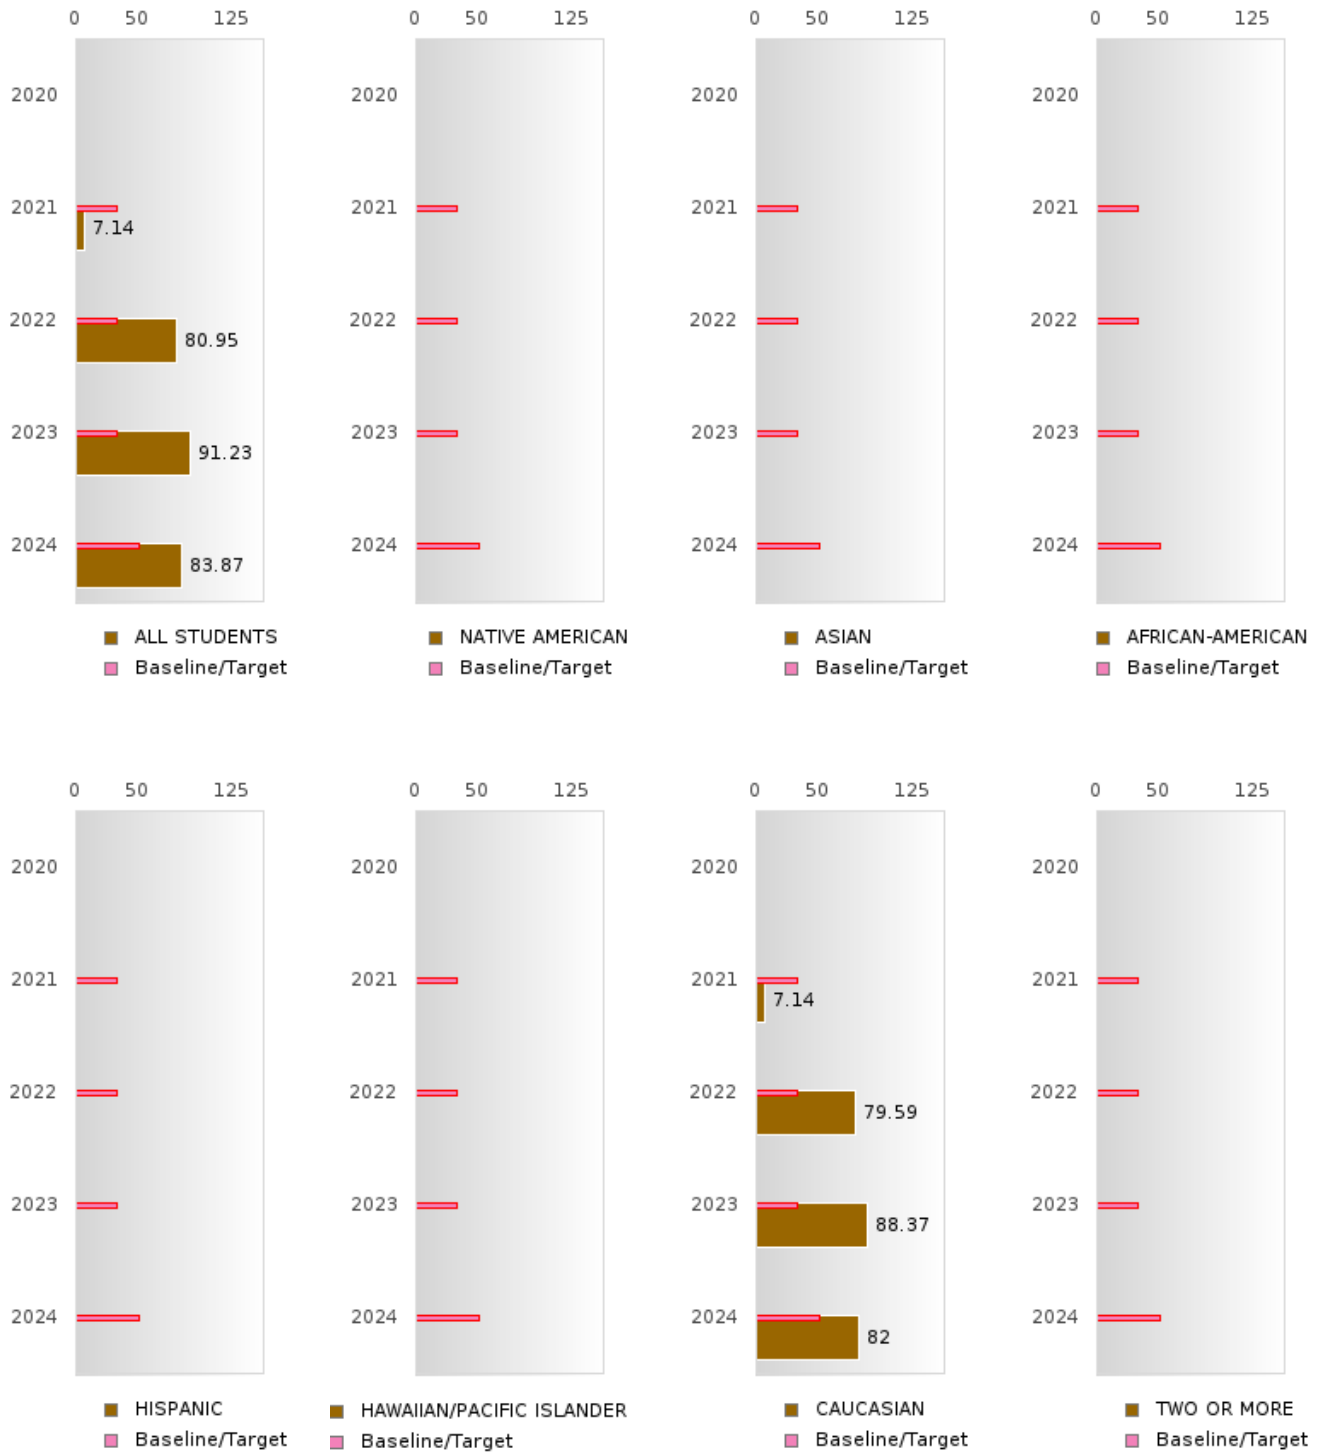 0 50 125 0 50 125 0 50 125 0 50 125
2020 2020 2020 2020
2021 2021 2021 2021
7.14
2022 2022 2022 2022
80.95
2023 2023 2023 2023
91.23
2024 2024 2024 2024
83.87
ALL STUDENTS NATIVE AMERICAN ASIAN AFRICAN-AMERICAN
Baseline/Target Baseline/Target Baseline/Target Baseline/Target
0 50 125 0 50 125 0 50 125 0 50 125
2020 2020 2020 2020
2021 2021 2021 2021
7.14
2022 2022 2022 2022
79.59
2023 2023 2023 2023
88.37
2024 2024 2024 2024
82
HISPANIC HAWAIIAN/PACIFIC ISLANDER CAUCASIAN TWO OR MORE
Baseline/Target Baseline/Target Baseline/Target Baseline/Target